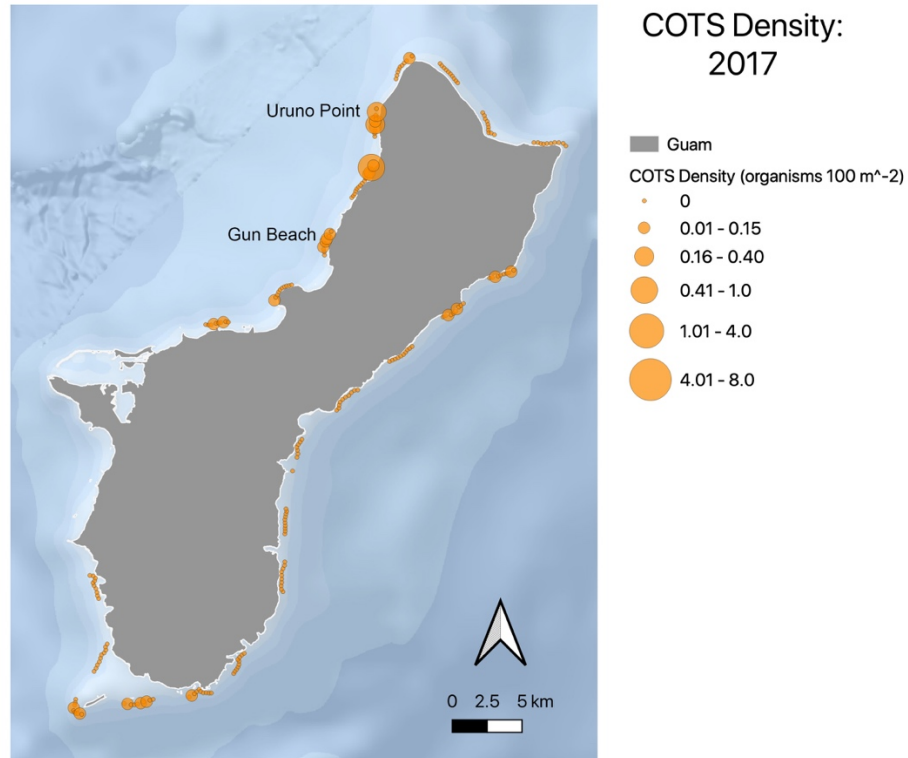 COTS Density:
2017
Uruno Point
Gun Beach
Guam
COTS Density (organisms 100 m^-2)
0
0.01 - 0.15
0.16 - 0.40
0.41 - 1.0
1.01 - 4.0
4.01 - 8.0
0 2.5 5 km